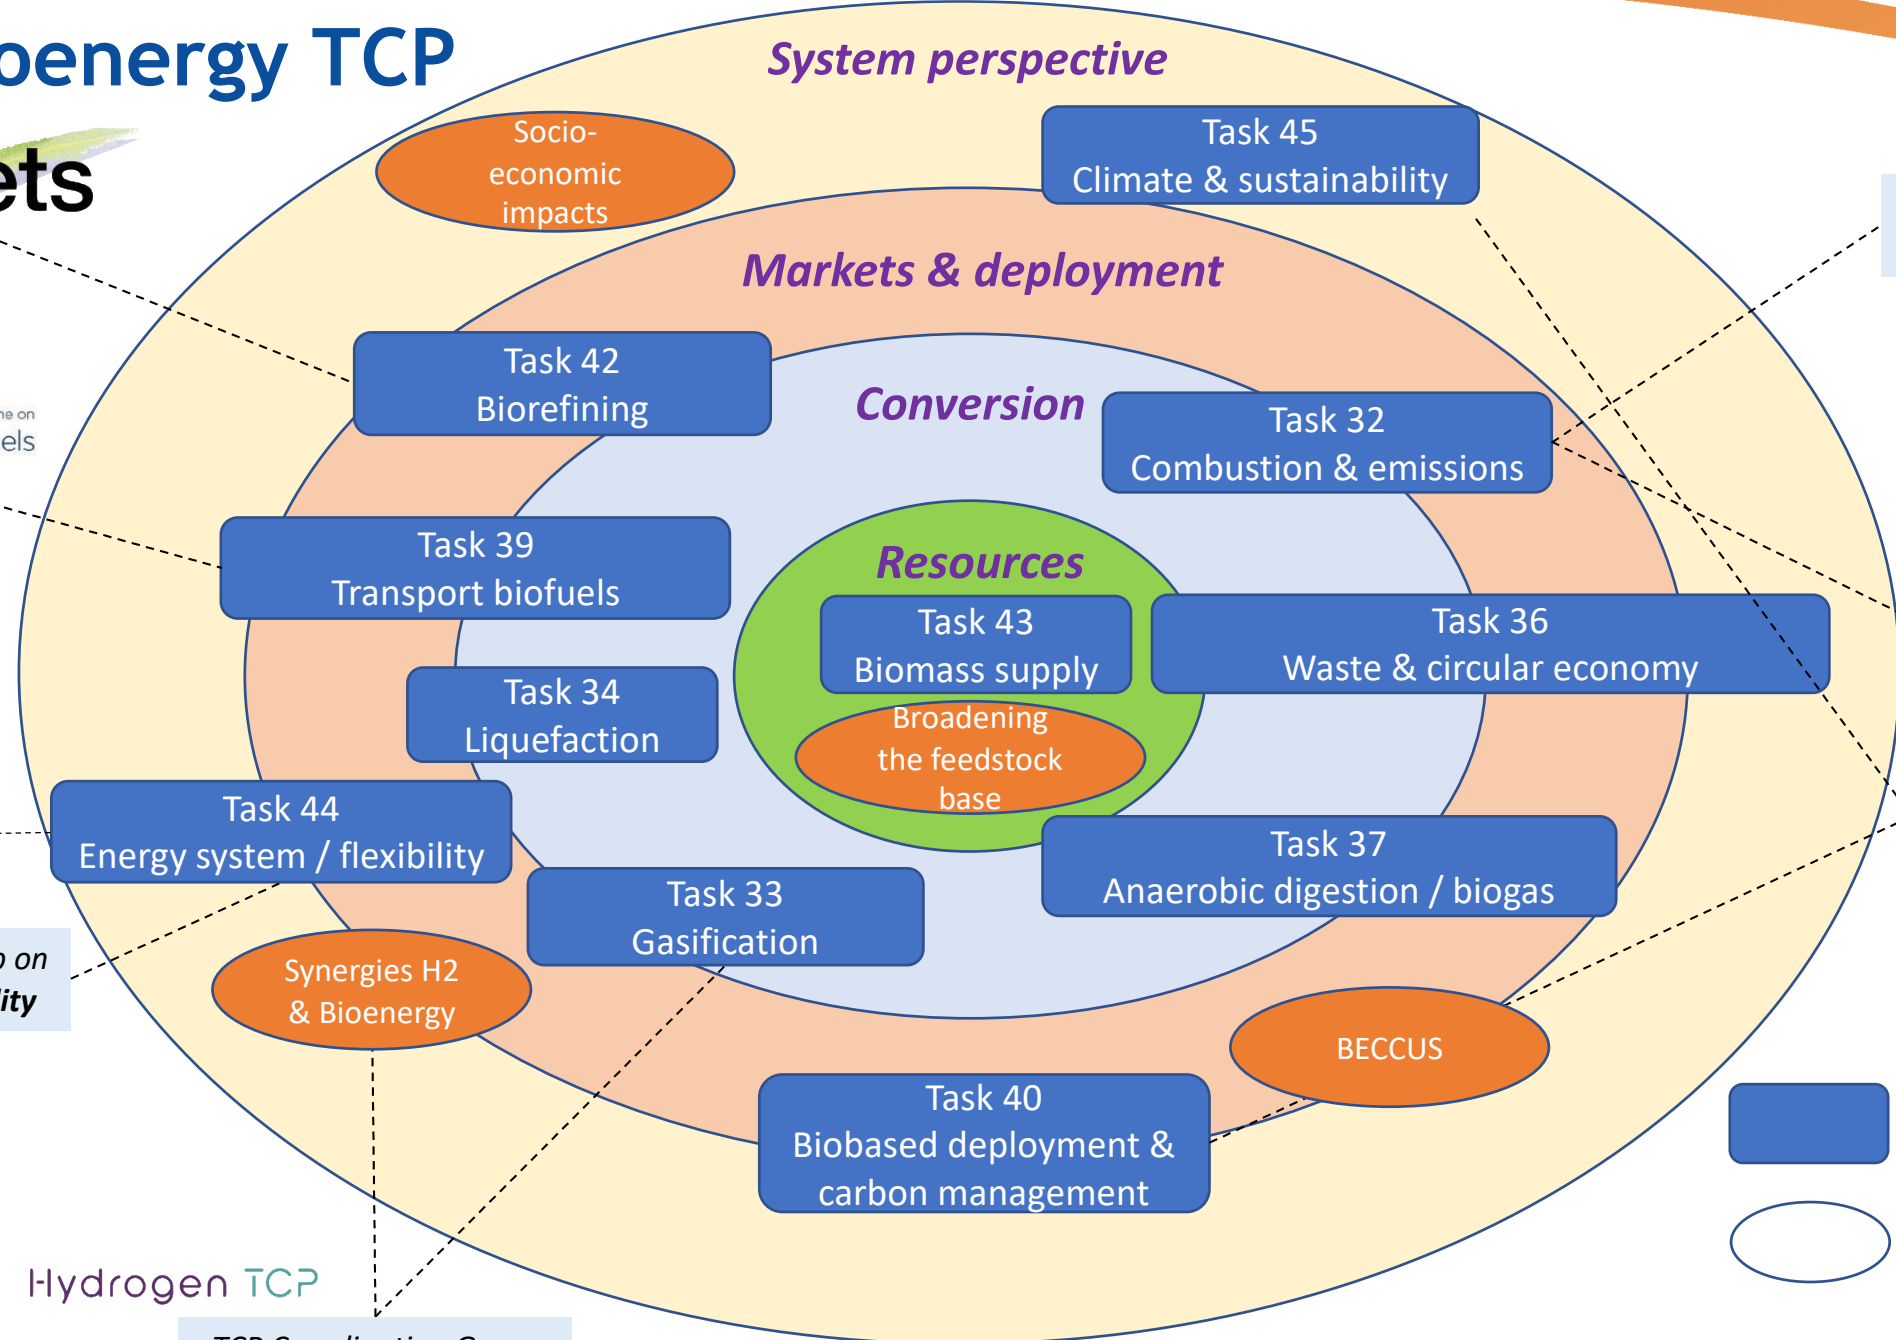 oenergy TCP
ets
ne on
els
System perspective
Socio-
economic
impacts
Task 45
Climate & sustainability
Markets & deployment
Task 42
Biorefining
Conversion
Task 32
Combustion & emissions
Task 39
Transport biofuels
Resources
Task 43
Biomass supply
Task 36
Waste & circular economy
Task 34
Liquefaction
Broadening
the feedstock
base
Task 44
Energy system / flexibility
Task 37
Anaerobic digestion / biogas
Task 33
Gasification
on
lity
Synergies H2
& Bioenergy
BECCUS
Task 40
Biobased deployment &
carbon management
Hydrogen TCP